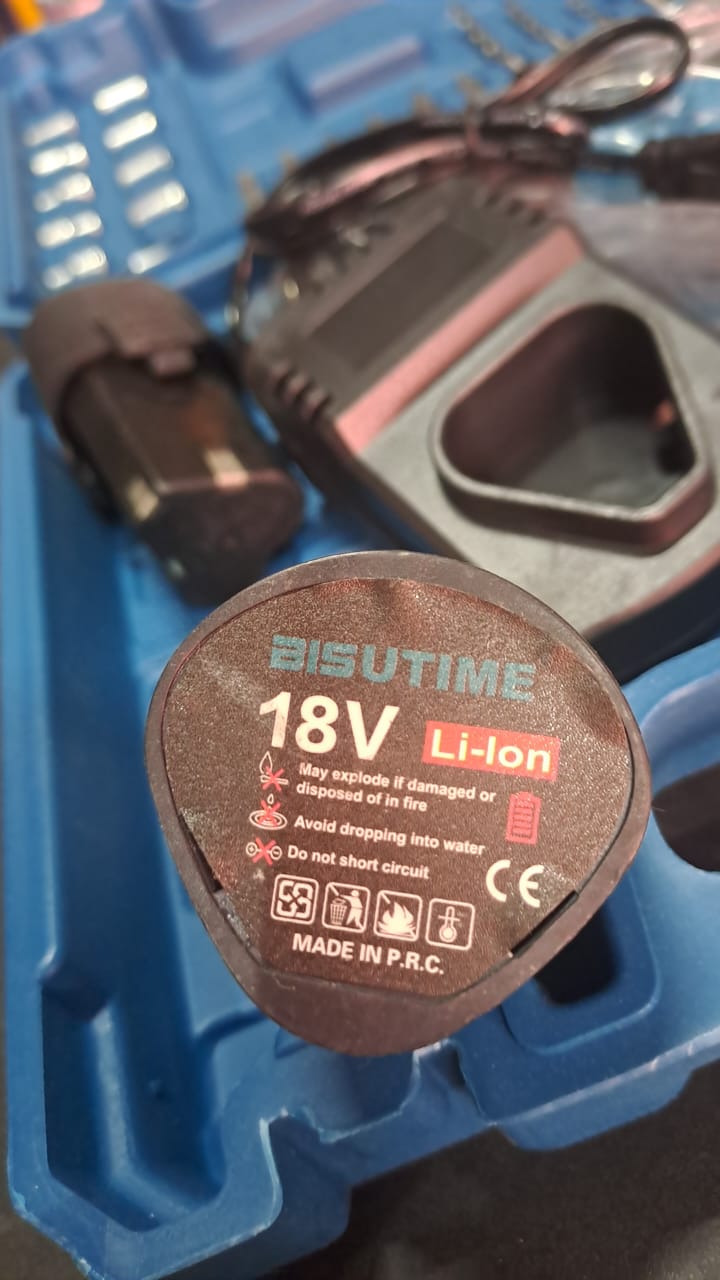 BISUTIME
18V Li-Ion
May explode if damaged or
disposed of in fire
Avoid dropping into water
Do not short circuit
CE
MADE IN P.R.C.